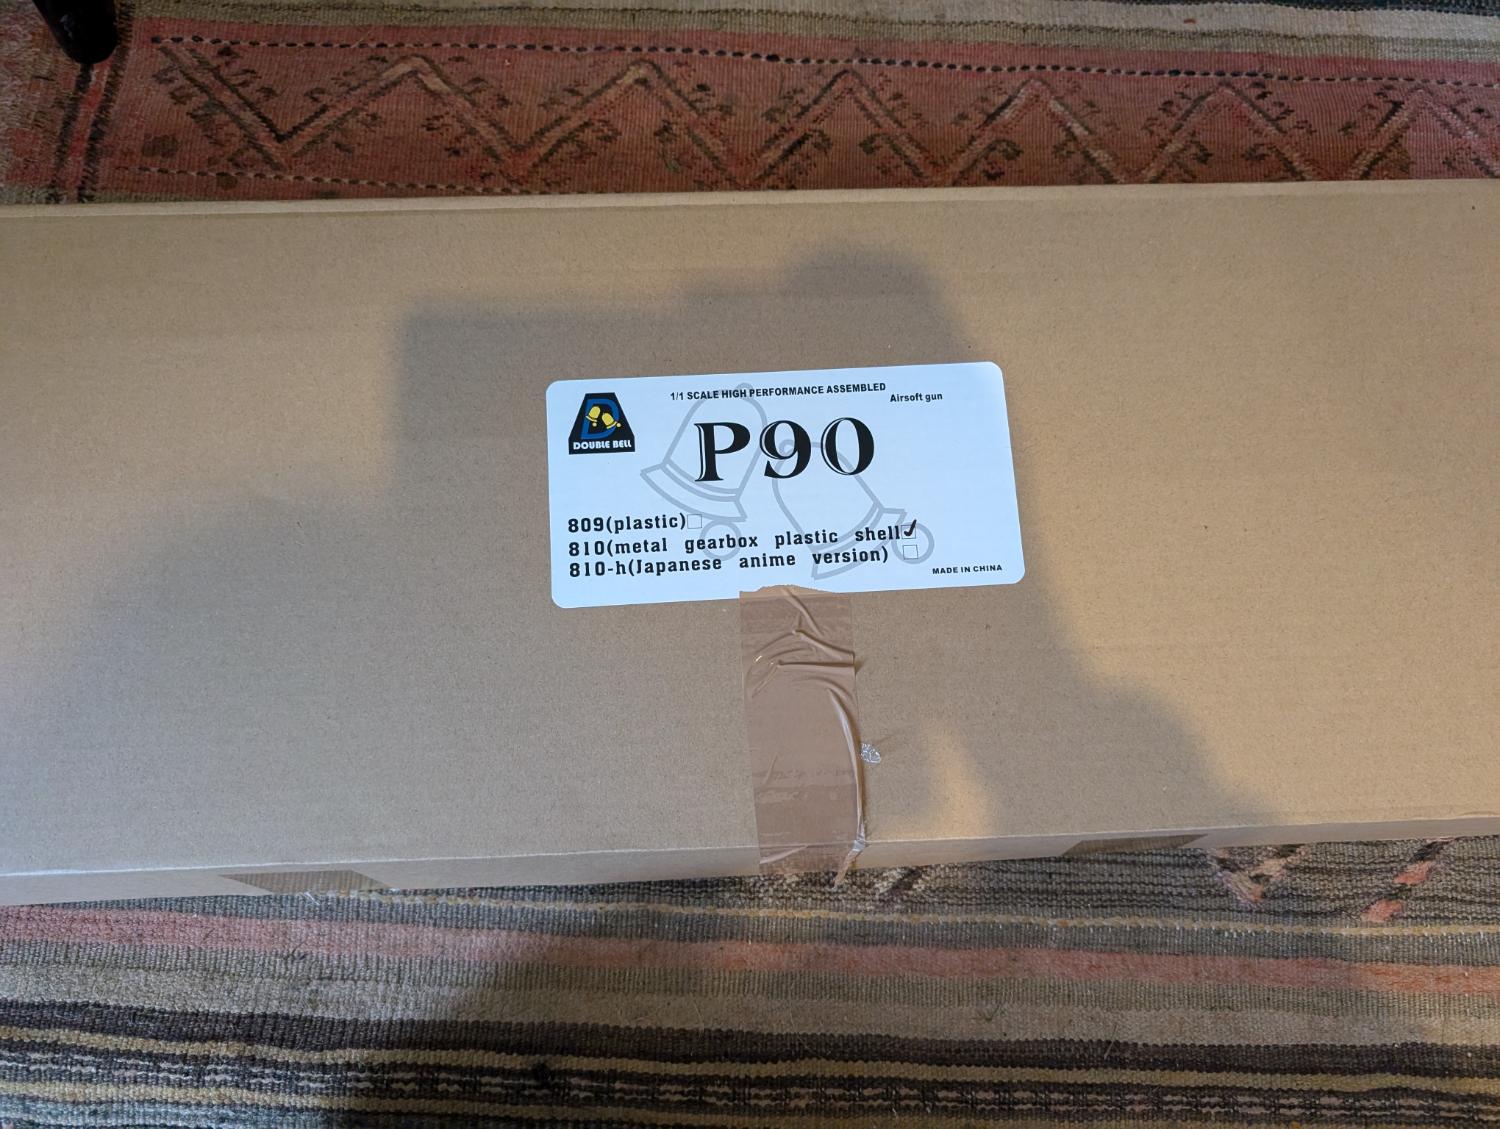 1/1 SCALE HIGH PERFORMANCE ASSEMBLED Airsoft gun
DOUBLE BELL
P90
809(plastic)
810(metal gearbox plastic shell
810-h(Japanese anime version)
MADE IN CHINA